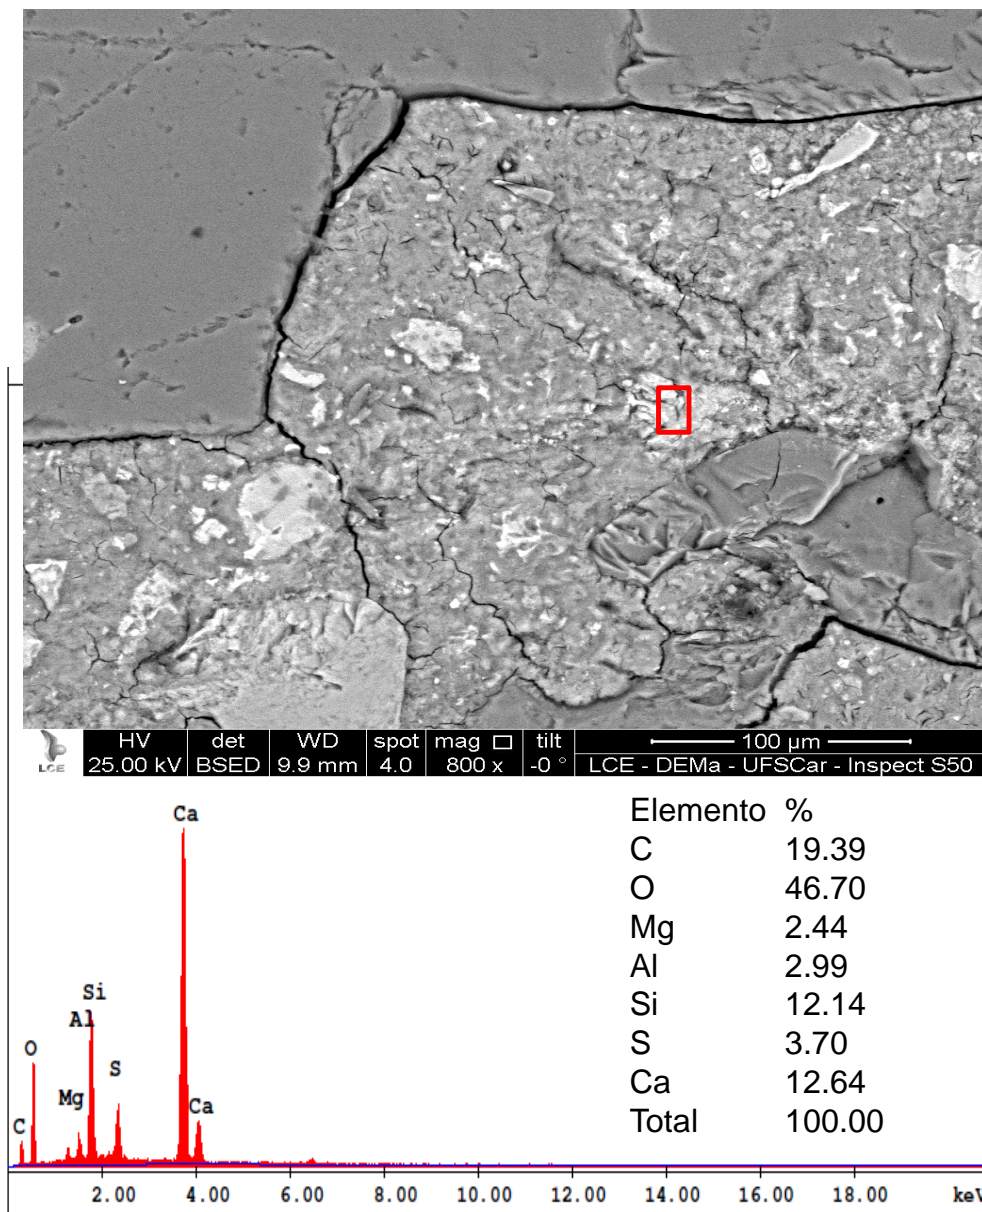 HV det WD spot mag □ tilt 100 µm
LCE 25.00 kV BSED 9.9 mm 4.0 800 x -0 ° LCE - DEMa - UFSCar - Inspect S50
Elemento %
C 19.39
O 46.70
Mg 2.44
Al 2.99
Si 12.14
S 3.70
Ca 12.64
Total 100.00
Ca
Si
Al
O
S
Mg
Ca
C
2.00 4.00 6.00 8.00 10.00 12.00 14.00 16.00 18.00 keV